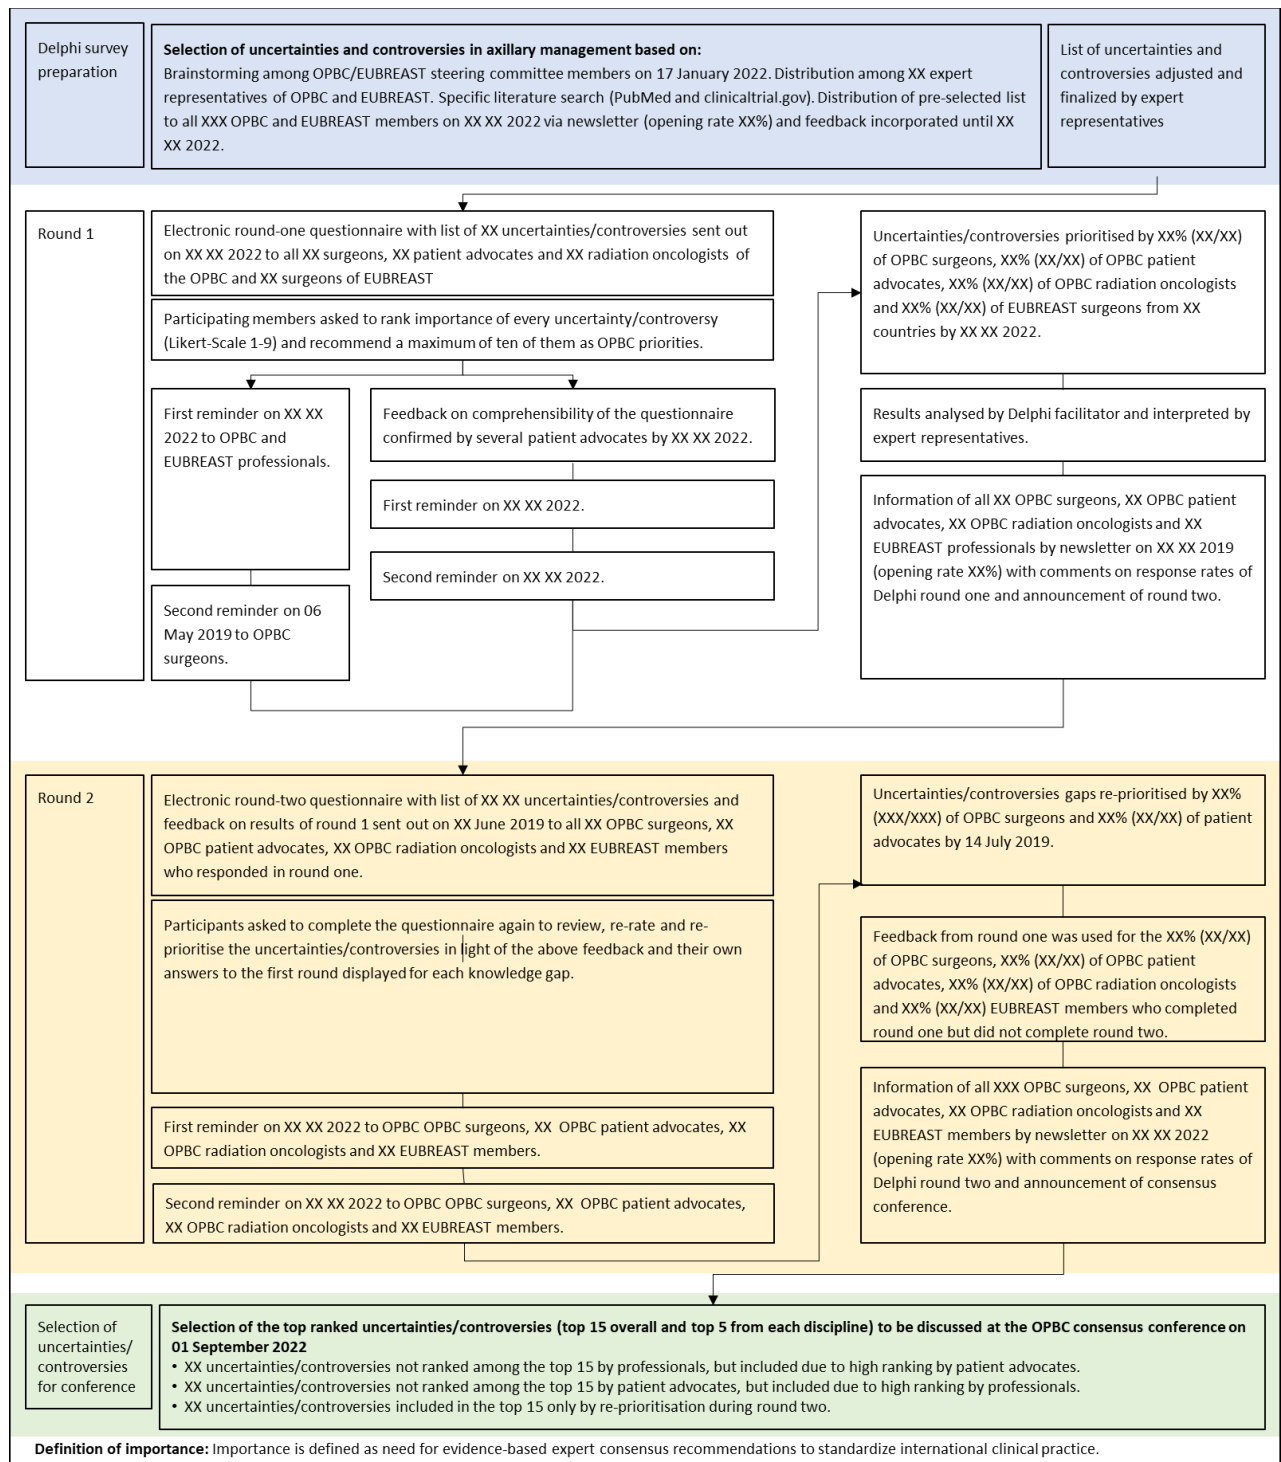 Delphi survey
preparation
Selection of uncertainties and controversies in axillary management based on:
Brainstorming among OPBC/EUBREAST steering committee members on 17 January 2022. Distribution among XX expert
representatives of OPBC and EUBREAST. Specific literature search (PubMed and clinicaltrial.gov). Distribution of pre-selected list
to all XXX OPBC and EUBREAST members on XX XX 2022 via newsletter (opening rate XX%) and feedback incorporated until XX
XX 2022.
List of uncertainties and
controversies adjusted and
finalized by expert
representatives
Round 1
Electronic round-one questionnaire with list of XX uncertainties/controversies sent out
on XX XX 2022 to all XX surgeons, XX patient advocates and XX radiation oncologists of
the OPBC and XX surgeons of EUBREAST
Participating members asked to rank importance of every uncertainty/controversy
(Likert-Scale 1-9) and recommend a maximum of ten of them as OPBC priorities.
First reminder on XX XX
2022 to OPBC and
EUBREAST professionals.
Second reminder on 06
May 2019 to OPBC
surgeons.
Feedback on comprehensibility of the questionnaire
confirmed by several patient advocates by XX XX 2022.
First reminder on XX XX 2022.
Second reminder on XX XX 2022.
Uncertainties/controversies prioritised by XX% (XX/XX)
of OPBC surgeons, XX% (XX/XX) of OPBC patient
advocates, XX% (XX/XX) of OPBC radiation oncologists
and XX% (XX/XX) of EUBREAST surgeons from XX
countries by XX XX 2022.
Results analysed by Delphi facilitator and interpreted by
expert representatives.
Information of all XX OPBC surgeons, XX OPBC patient
advocates, XX OPBC radiation oncologists and XX
EUBREAST professionals by newsletter on XX XX 2019
(opening rate XX%) with comments on response rates of
Delphi round one and announcement of round two.
Round 2
Electronic round-two questionnaire with list of XX XX uncertainties/controversies and
feedback on results of round 1 sent out on XX June 2019 to all XX OPBC surgeons, XX
OPBC patient advocates, XX OPBC radiation oncologists and XX EUBREAST members
who responded in round one.
Participants asked to complete the questionnaire again to review, re-rate and re-
prioritise the uncertainties/controversies in light of the above feedback and their own
answers to the first round displayed for each knowledge gap.
First reminder on XX XX 2022 to OPBC OPBC surgeons, XX OPBC patient advocates, XX
OPBC radiation oncologists and XX EUBREAST members.
Second reminder on XX XX 2022 to OPBC OPBC surgeons, XX OPBC patient advocates,
XX OPBC radiation oncologists and XX EUBREAST members.
Uncertainties/controversies gaps re-prioritised by XX%
(XXX/XXX) of OPBC surgeons and XX% (XX/XX) of patient
advocates by 14 July 2019.
Feedback from round one was used for the XX% (XX/XX)
of OPBC surgeons, XX% (XX/XX) of OPBC patient
advocates, XX% (XX/XX) of OPBC radiation oncologists
and XX% (XX/XX) EUBREAST members who completed
round one but did not complete round two.
Information of all XXX OPBC surgeons, XX OPBC patient
advocates, XX OPBC radiation oncologists and XX
EUBREAST members by newsletter on XX XX 2022
(opening rate XX%) with comments on response rates of
Delphi round two and announcement of consensus
conference.
Selection of
uncertainties/
controversies
for conference
Selection of the top ranked uncertainties/controversies (top 15 overall and top 5 from each discipline) to be discussed at the OPBC consensus conference on
01 September 2022
• XX uncertainties/controversies not ranked among the top 15 by professionals, but included due to high ranking by patient advocates.
• XX uncertainties/controversies not ranked among the top 15 by patient advocates, but included due to high ranking by professionals.
• XX uncertainties/controversies included in the top 15 only by re-prioritisation during round two.
Definition of importance: Importance is defined as need for evidence-based expert consensus recommendations to standardize international clinical practice.